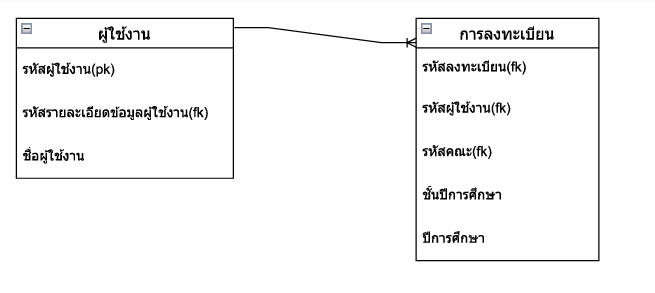 ผู้ใช้งาน
รหัสผู้ใช้งาน(pk)
รหัสรายละเอียดข้อมูลผู้ใช้งาน(fk)
ชื่อผู้ใช้งาน
การลงทะเบียน
รหัสลงทะเบียน(fk)
รหัสผู้ใช้งาน(fk)
รหัสคณะ(fk)
ชั้นปีการศึกษา
ปีการศึกษา